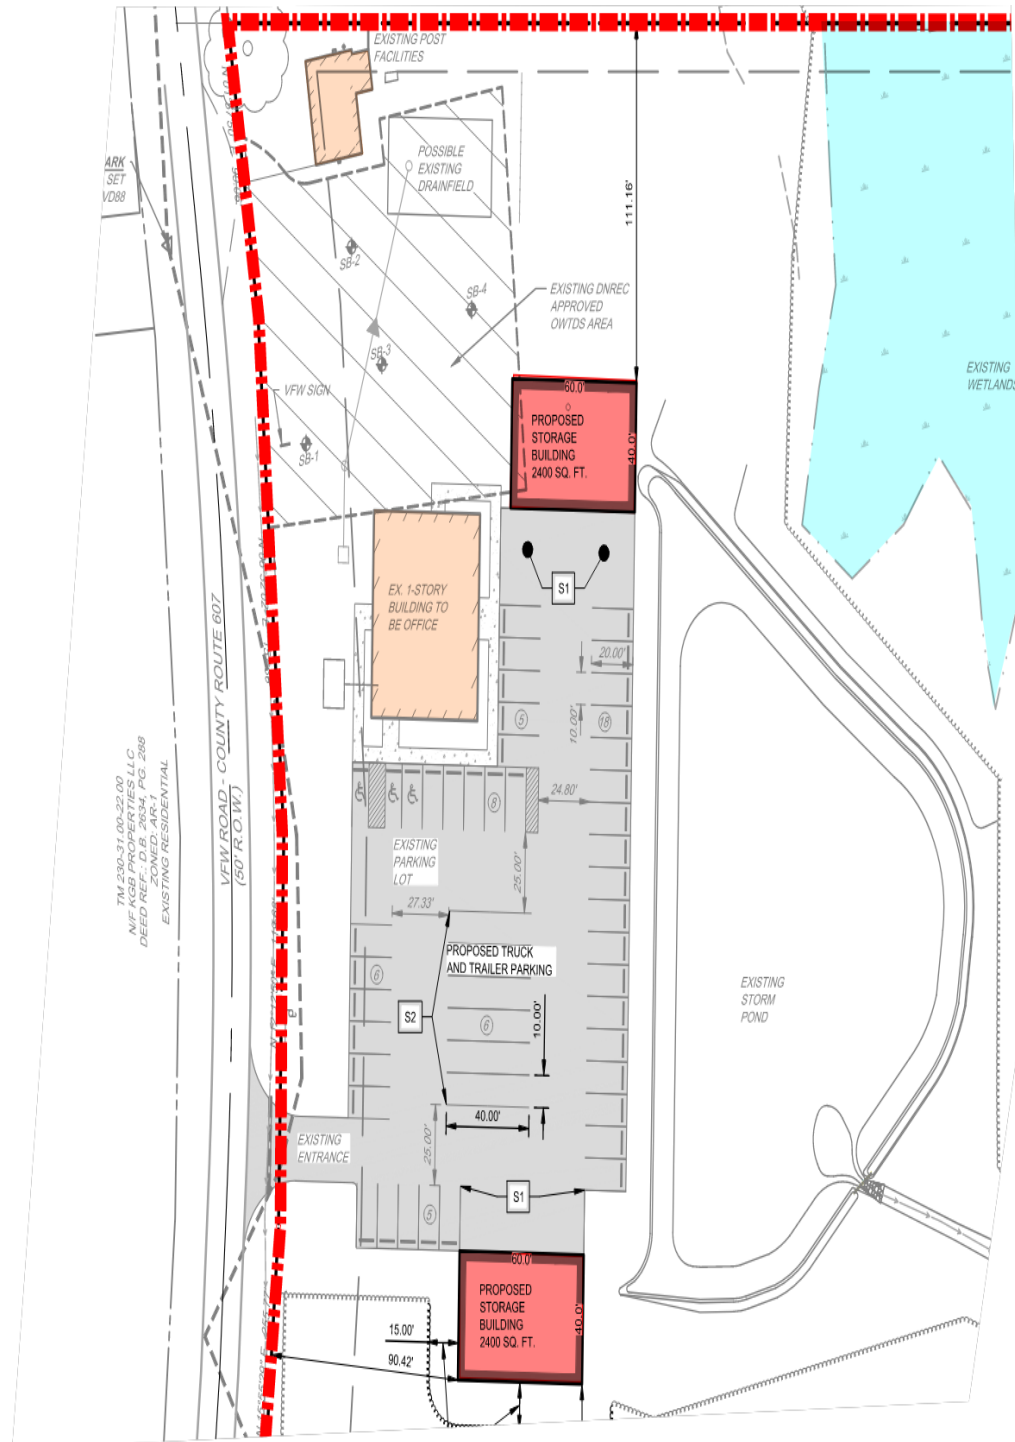 EXISTING POST
FACILITIES
ARK
SET
VD88
POSSIBLE
EXISTING
DRAINFIELD
111.16'
SB-2
SB-4
EXISTING DNREC
APPROVED
OWTDS AREA
SB-3
VFW SIGN
SB-1
EXISTING
WETLANDS
60.0'
PROPOSED
STORAGE
BUILDING
2400 SQ. FT.
40.0'
S1
EX. 1-STORY
BUILDING TO
BE OFFICE
20.00'
10.00'
5
18
VFW ROAD - COUNTY ROUTE 607
(50' R.O.W.)
TM 230-31.00-22.00
N/F KGB PROPERTIES LLC
DEED REF.: D.B. 2634, PG. 288
ZONED: AR-1
EXISTING RESIDENTIAL
8
24.80'
EXISTING
PARKING
LOT
25.00'
27.33'
PROPOSED TRUCK
AND TRAILER PARKING
6
S2
6
10.00'
EXISTING
STORM
POND
40.00'
25.00'
EXISTING
ENTRANCE
S1
5
60.0'
PROPOSED
STORAGE
BUILDING
2400 SQ. FT.
40.0'
15.00'
90.42'